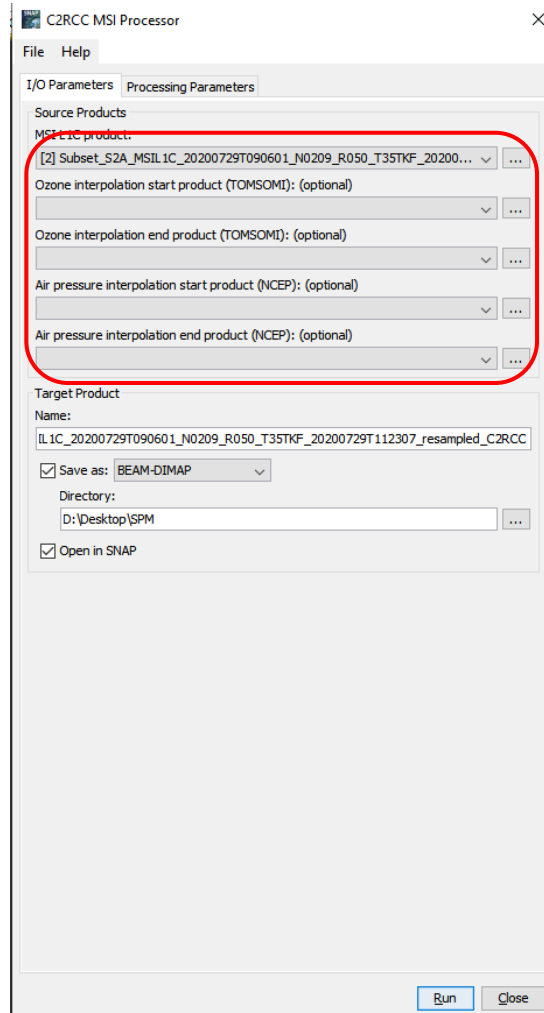 C2RCC MSI Processor
File Help
I/O Parameters Processing Parameters
Source Products
MSI-L1C product:
[2] Subset_S2A_MSIL1C_20200729T090601_N0209_R050_T35TKF_20200... ...
Ozone interpolation start product (TOMSOMI): (optional)
...
Ozone interpolation end product (TOMSOMI): (optional)
...
Air pressure interpolation start product (NCEP): (optional)
...
Air pressure interpolation end product (NCEP): (optional)
...
Target Product
Name:
IL1C_20200729T090601_N0209_R050_T35TKF_20200729T112307_resampled_C2RCC
Save as: BEAM-DIMAP
Directory:
D:\Desktop\SPM ...
Open in SNAP
Run Close